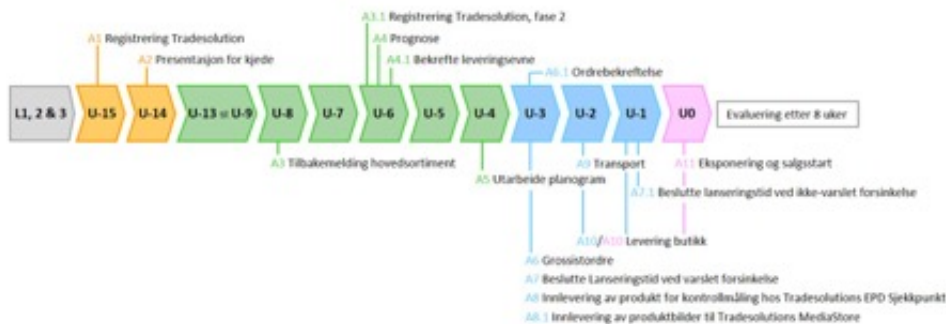 A3.1 Registrering Tradesolution, fase 2
A1 Registrering Tradesolution
A4 Prognose
A2 Presentasjon for kjede
A4.1 Bekrefte leveringsevne
A6.1 Ordrebekreftelse
L1, 2 & 3
U-15
U-14
U-13 til U-9
U-8
U-7
U-6
U-5
U-4
U-3
U-2
U-1
U0
Evaluering etter 8 uker
A3 Tilbakemelding hovedsortiment
A9 Transport
A11 Eksponering og salgsstart
A5 Utarbeide planogram
A7.1 Beslutte lanseringstid ved ikke-varslet forsinkelse
A10/A10 Levering butikk
A6 Grossistordre
A7 Beslutte Lanseringstid ved varslet forsinkelse
A8 Innlevering av produkt for kontrollmåling hos Tradesolutions EPD Sjekkpunkt
A8.1 Innlevering av produktbilder til Tradesolutions MediaStore